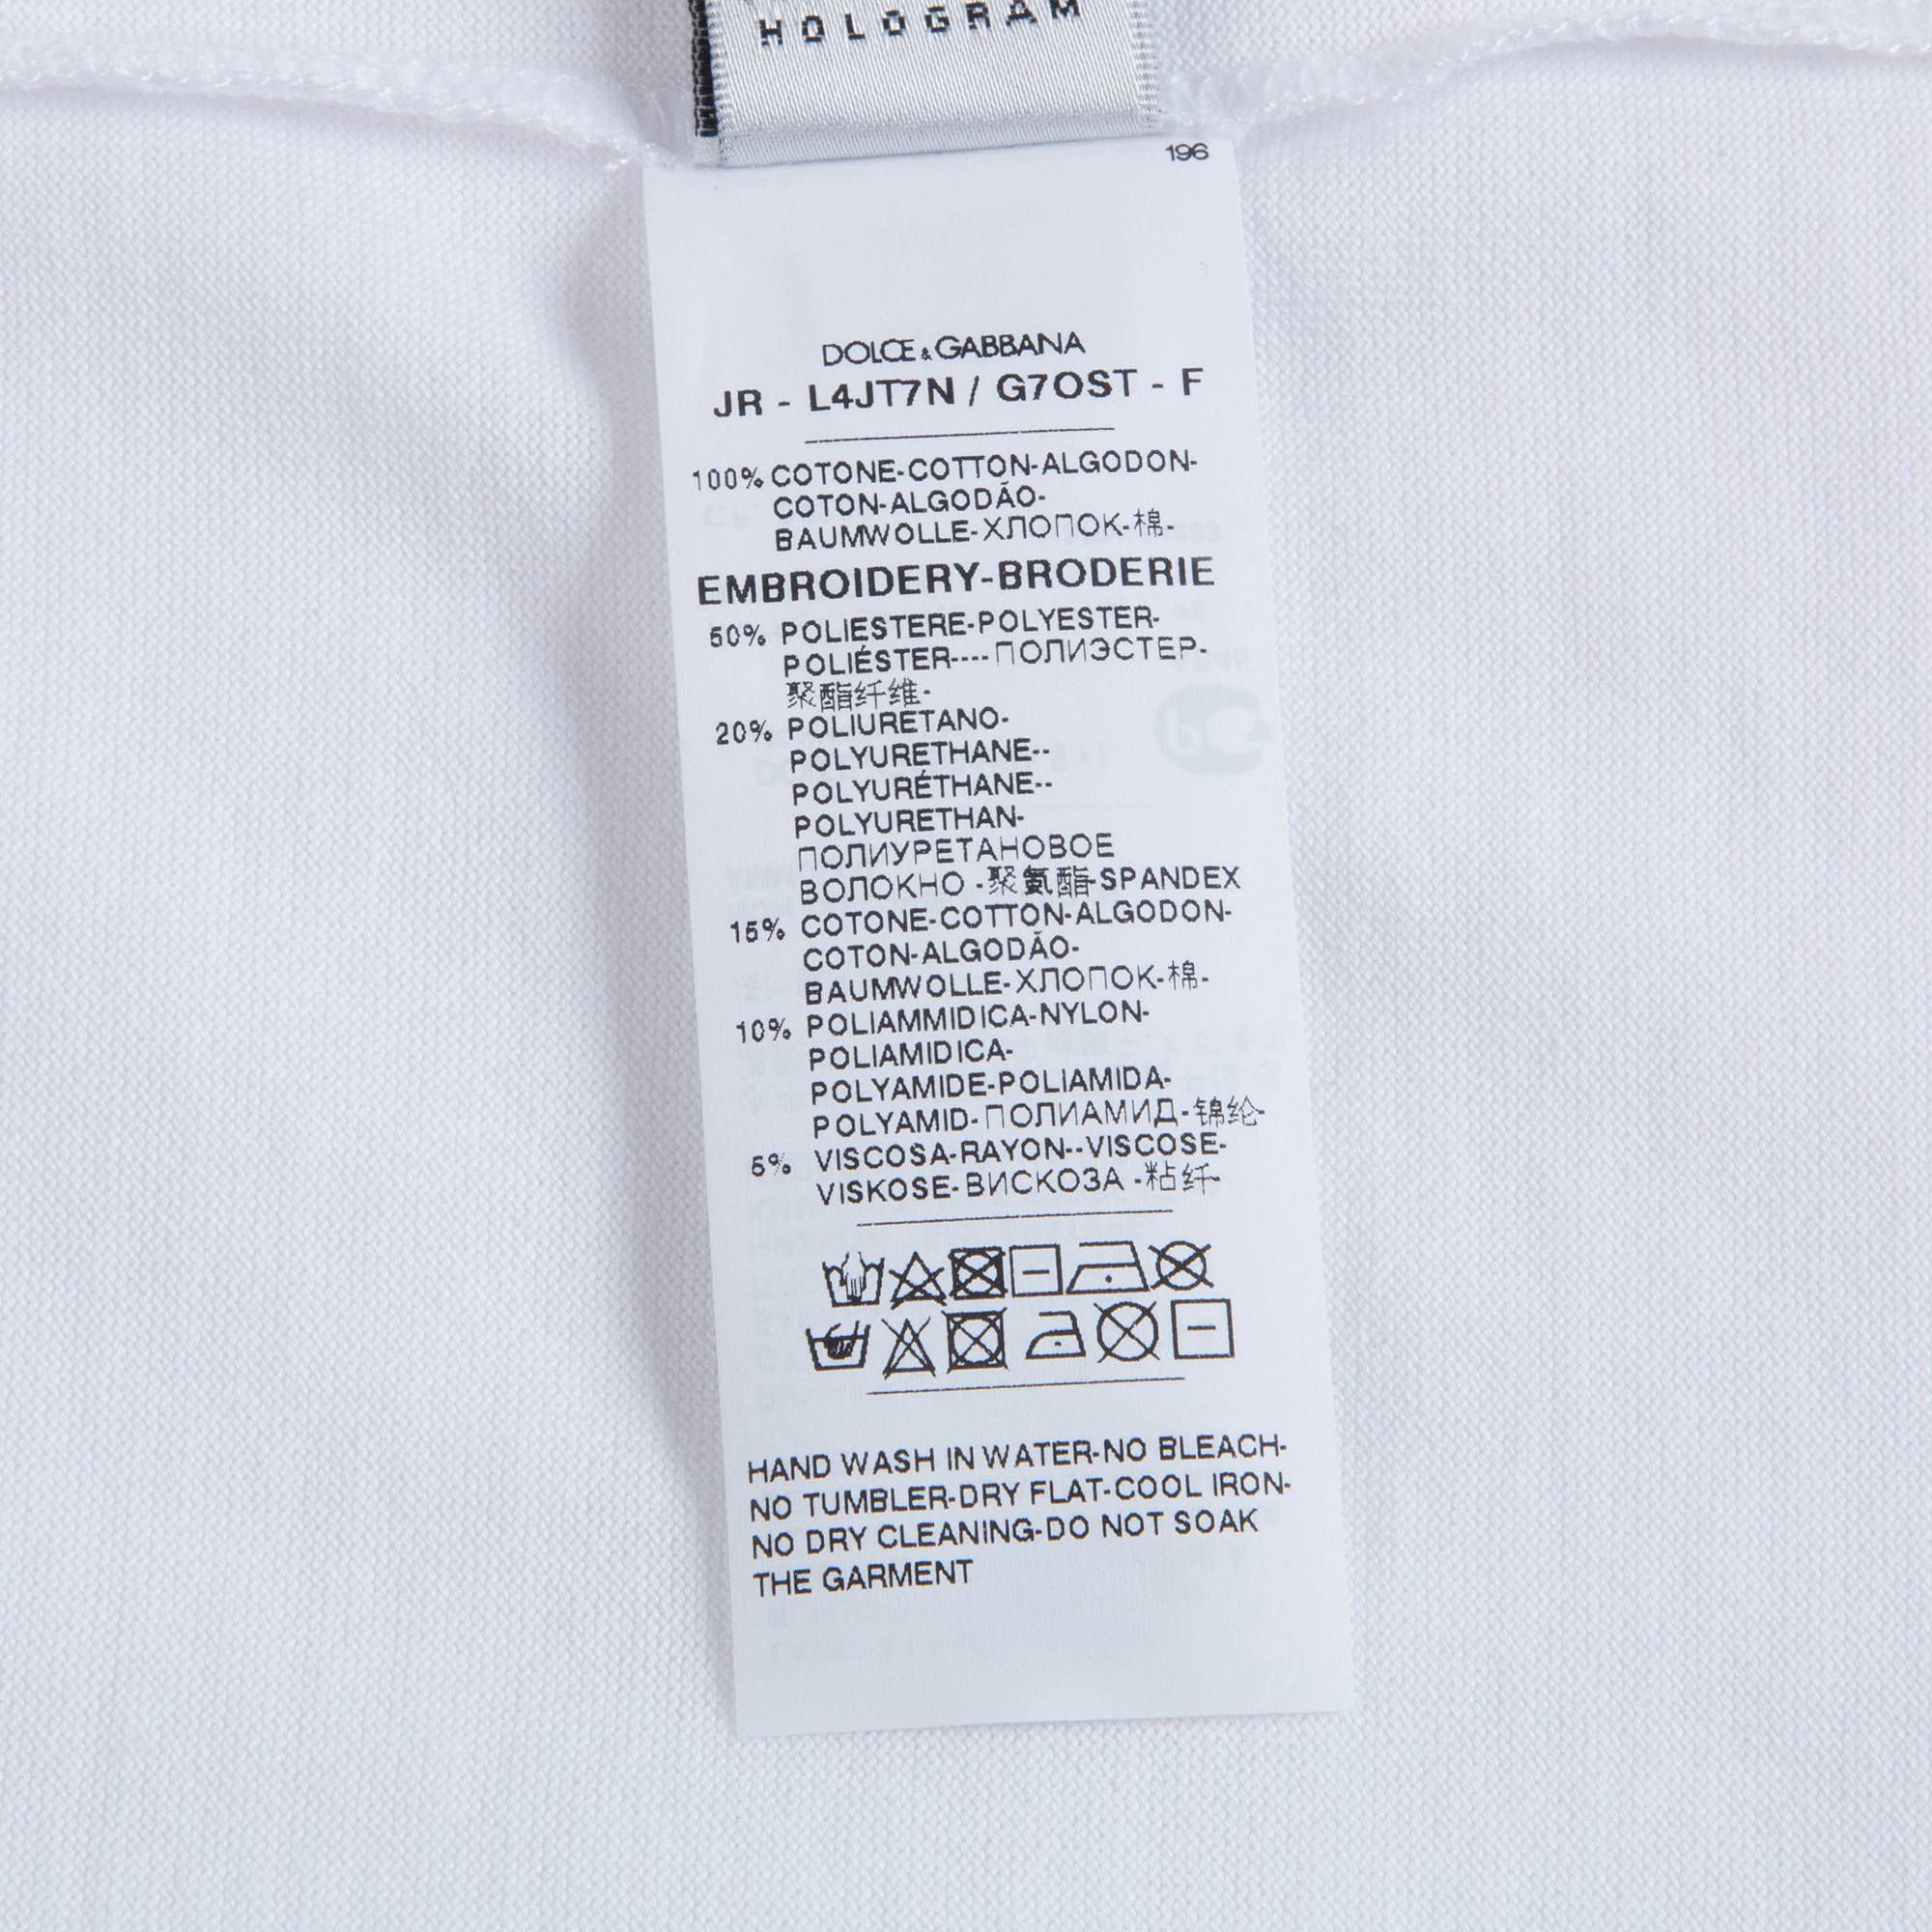 HOLOGRAM
196
DOLCE & GABBANA
JR - L4JT7N / G7OST - F
100% COTONE-COTTON-ALGODON-
COTON-ALGODÃO-
BAUMWOLLE-ХЛОПОК-棉-
EMBROIDERY-BRODERIE
50% POLIESTERE-POLYESTER-
POLIÉSTER----ПОЛИЭСТЕР-
聚酯纤维-
20% POLIURETANO-
POLYURETHANE--
POLYURÉTHANE--
POLYURETHAN-
ПОЛИУРЕТАНОВОЕ
ВОЛОКНО -聚氨酯-SPANDEX
15% COTONE-COTTON-ALGODON-
COTON-ALGODÃO-
BAUMWOLLE-ХЛОПОК-棉-
10% POLIAMMIDICA-NYLON-
POLIAMIDICA-
POLYAMIDE-POLIAMIDA-
POLYAMID-ПОЛИАМИД-锦纶-
5% VISCOSA-RAYON--VISCOSE-
VISKOSE-ВИСКОЗА -粘纤-
HAND WASH IN WATER-NO BLEACH-
NO TUMBLER-DRY FLAT-COOL IRON-
NO DRY CLEANING-DO NOT SOAK
THE GARMENT